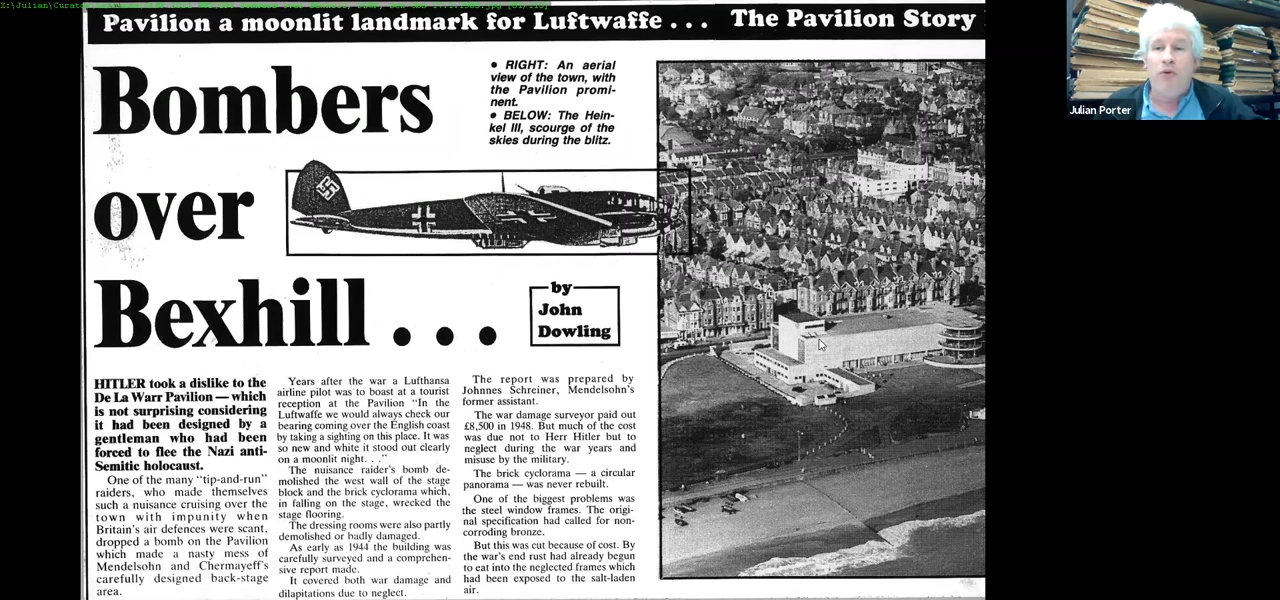 Pavilion a moonlit landmark for Luftwaffe . . . The Pavilion Story
Julian Porter
Bombers
over
Bexhill . . .
● RIGHT: An aerial
view of the town, with
the Pavilion promi-
nent.
● BELOW: The Hein-
kel III, scourge of the
skies during the blitz.
by
John
Dowling
HITLER took a dislike to the
De La Warr Pavilion — which
is not surprising considering
it had been designed by a
gentleman who had been
forced to flee the Nazi anti-
Semitic holocaust.
One of the many "tip-and-run"
raiders, who made themselves
such a nuisance cruising over the
town with impunity when
Britain's air defences were scant,
dropped a bomb on the Pavilion
which made a nasty mess of
Mendelsohn and Chermayeff's
carefully designed back-stage
area.
Years after the war a Lufthansa
airline pilot was to boast at a tourist
reception at the Pavilion "In the
Luftwaffe we would always check our
bearing coming over the English coast
by taking a sighting on this place. It was
so new and white it stood out clearly
on a moonlit night. . ."
The nuisance raider's bomb de-
molished the west wall of the stage
block and the brick cyclorama which,
in falling on the stage, wrecked the
stage flooring.
The dressing rooms were also partly
demolished or badly damaged.
As early as 1944 the building was
carefully surveyed and a comprehen-
sive report made.
It covered both war damage and
dilapitations due to neglect.
The report was prepared by
Johnnes Schreiner, Mendelsohn's
former assistant.
The war damage surveyor paid out
£8,500 in 1948. But much of the
cost was due not to Herr Hitler but to
neglect during the war years and
misuse by the military.
The brick cyclorama — a circular
panorama — was never rebuilt.
One of the biggest problems was
the steel window frames. The origi-
nal specification had called for non-
corroding bronze.
But this was cut because of cost. By
the war's end rust had already begun
to eat into the neglected frames which
had been exposed to the salt-laden
air.